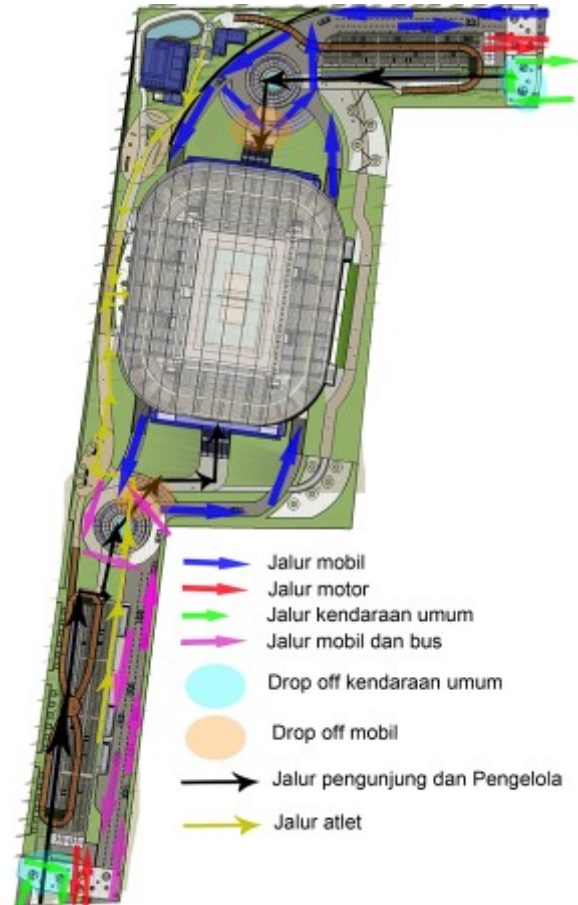 Jalur mobil
Jalur motor
Jalur kendaraan umum
Jalur mobil dan bus
Drop off kendaraan umum
Drop off mobil
Jalur pengunjung dan Pengelola
Jalur atlet